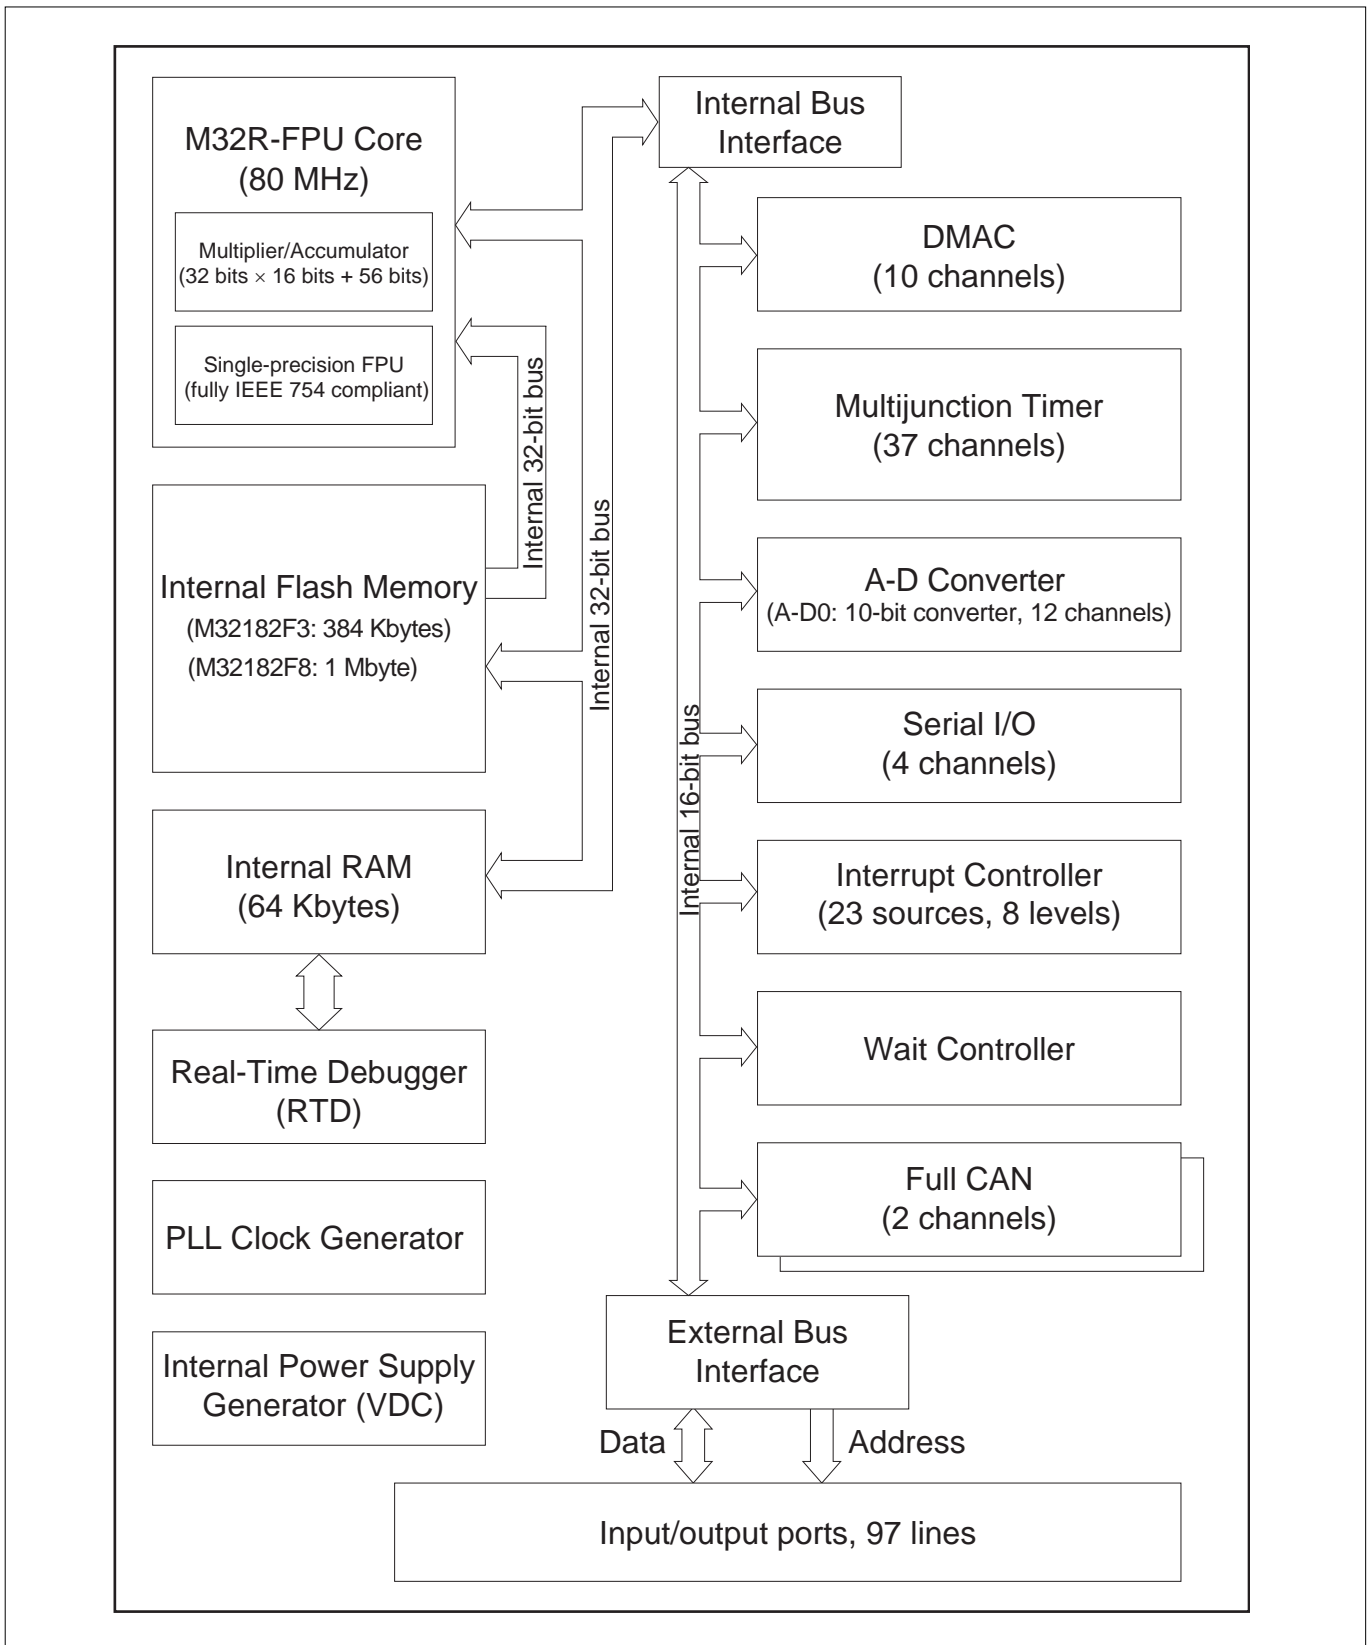 M32R-FPU Core
(80 MHz)
Multiplier/Accumulator
(32 bits × 16 bits + 56 bits)
Single-precision FPU
(fully IEEE 754 compliant)
Internal 32-bit bus
Internal Flash Memory
(M32182F3: 384 Kbytes)
(M32182F8: 1 Mbyte)
Internal 32-bit bus
Internal RAM
(64 Kbytes)
Real-Time Debugger
(RTD)
PLL Clock Generator
Internal Power Supply
Generator (VDC)
Internal Bus
Interface
Internal 16-bit bus
DMAC
(10 channels)
Multijunction Timer
(37 channels)
A-D Converter
(A-D0: 10-bit converter, 12 channels)
Serial I/O
(4 channels)
Interrupt Controller
(23 sources, 8 levels)
Wait Controller
Full CAN
(2 channels)
External Bus
Interface
Data
Address
Input/output ports, 97 lines